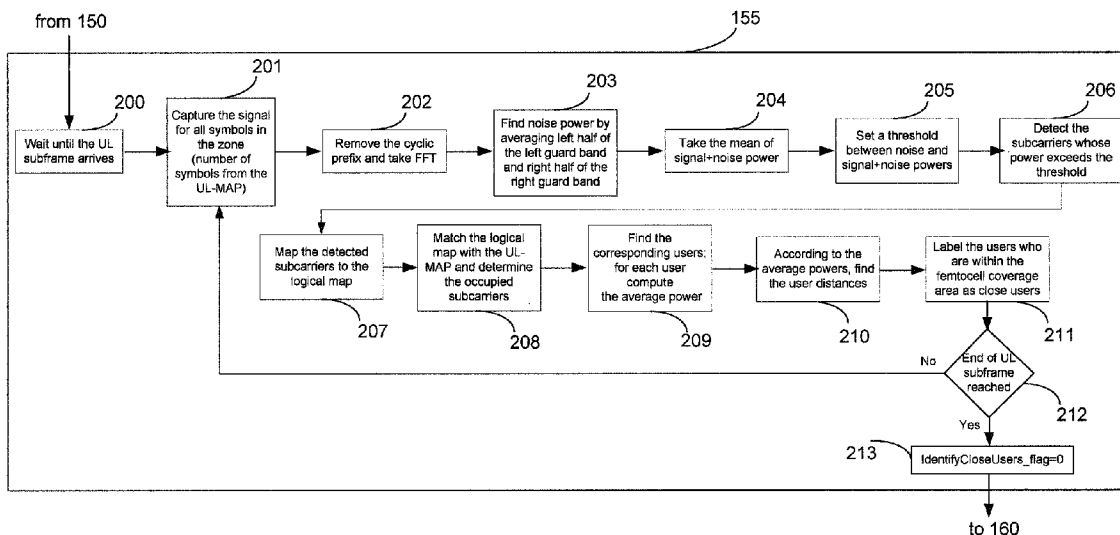 from 150
155
200
Wait until the UL
subframe arrives
201
Capture the signal
for all symbols in
the zone
(number of
symbols from the
UL-MAP)
202
Remove the cyclic
prefix and take FFT
203
Find noise power by
averaging left half of
the left guard band
and right half of the
right guard band
204
Take the mean of
signal+noise power
205
Set a threshold
between noise and
signal+noise powers
206
Detect the
subcarriers whose
power exceeds the
threshold
Map the detected
subcarriers to the
logical map
207
Match the logical
map with the UL-
MAP and determine
the occupied
subcarriers
208
Find the
corresponding users;
for each user
compute
the average power
209
According to the
average powers, find
the user distances
210
Label the users who
are within the
femtocell coverage
area as close users
211
End of UL
subframe
reached
212
No
Yes
213
IdentifyCloseUsers_flag=0
to 160